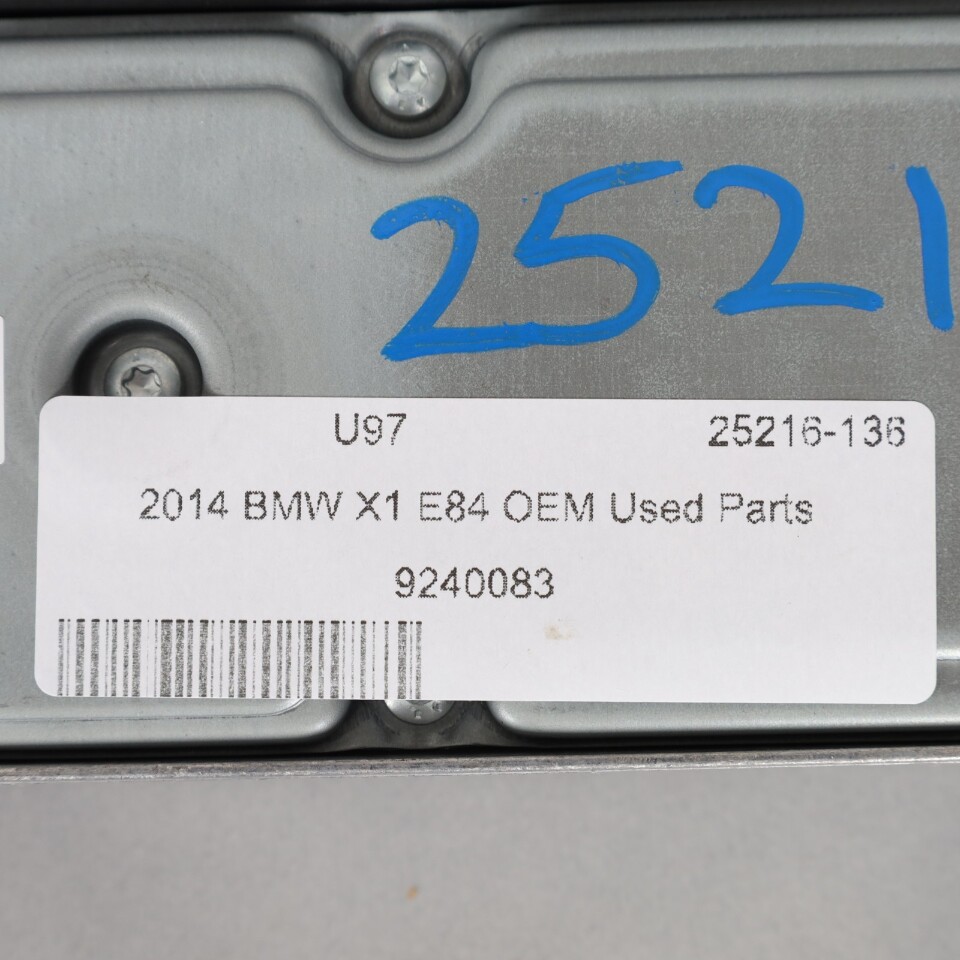 2521
U97 25216-136
2014 BMW X1 E84 OEM Used Parts
9240083